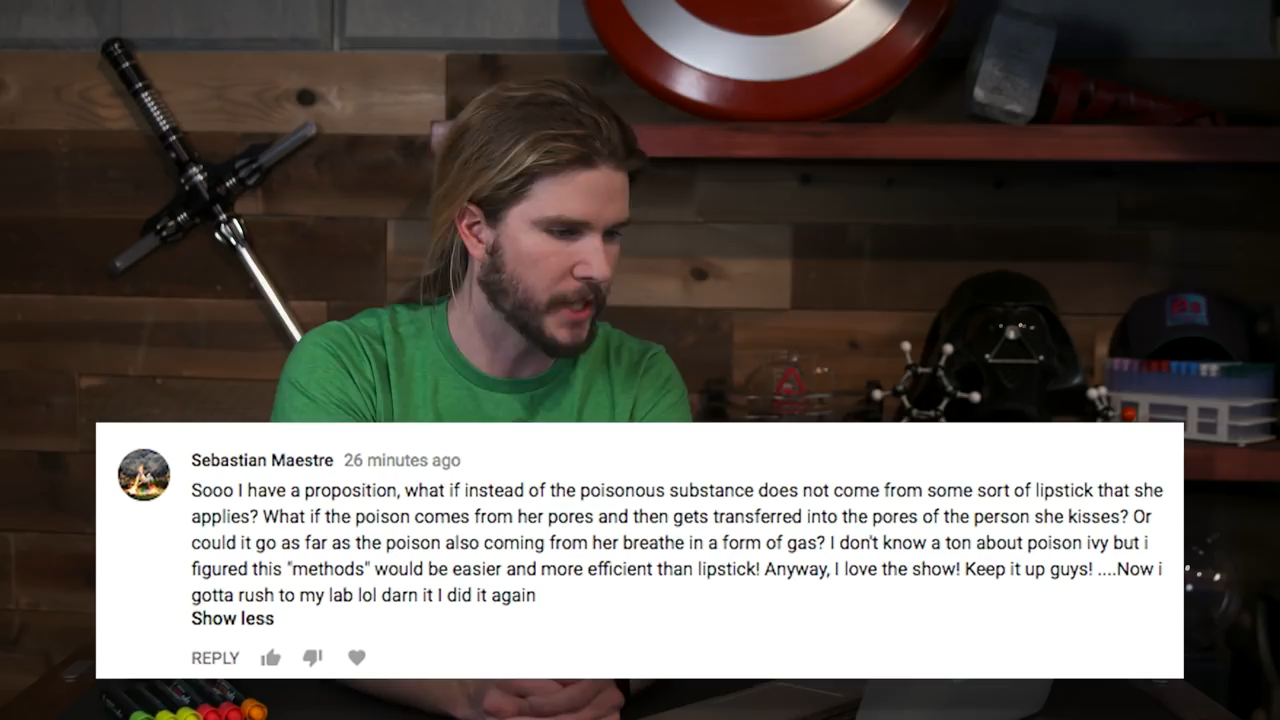 Sebastian Maestre 26 minutes ago
Sooo I have a proposition, what if instead of the poisonous substance does not come from some sort of lipstick that she
applies? What if the poison comes from her pores and then gets transferred into the pores of the person she kisses? Or
could it go as far as the poison also coming from her breathe in a form of gas? I don't know a ton about poison ivy but i
figured this "methods" would be easier and more efficient than lipstick! Anyway, I love the show! Keep it up guys! ....Now i
gotta rush to my lab lol darn it I did it again
Show less
REPLY